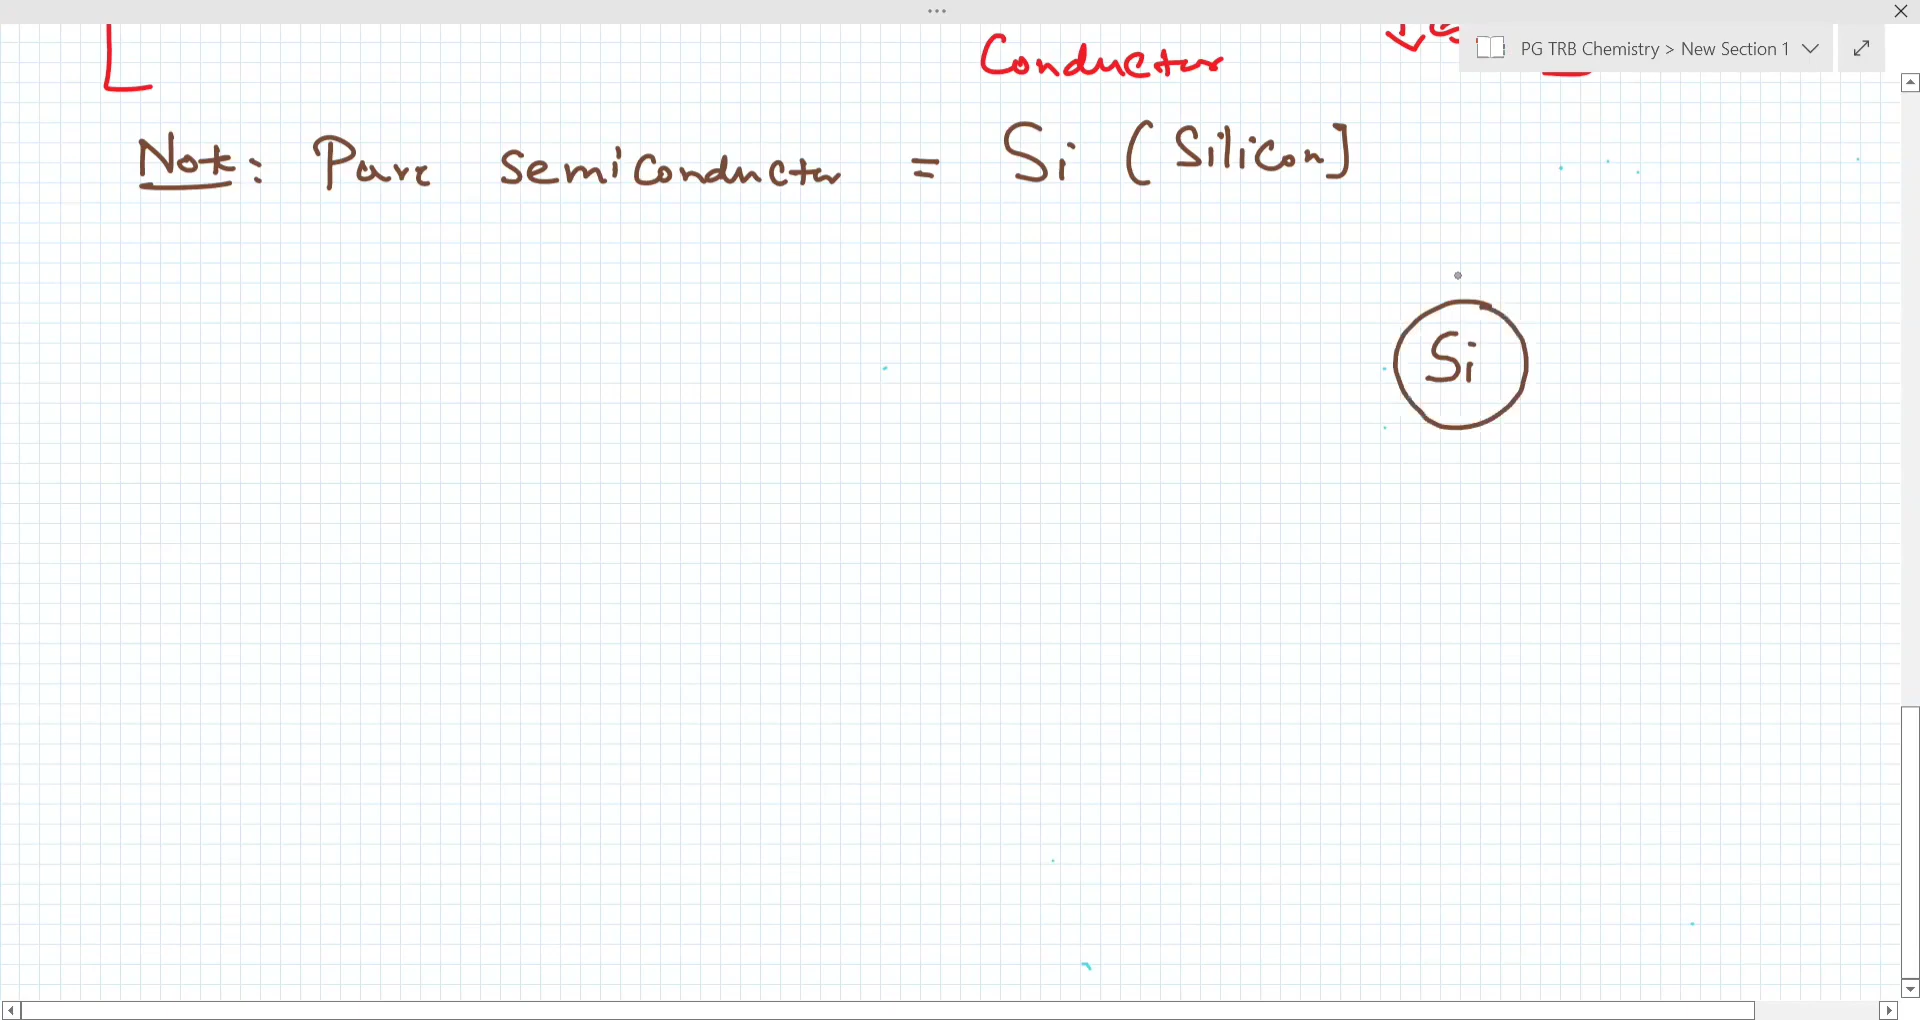 PG TRB Chemistry > New Section 1
Conductor
Note: Pure semiconductor = Si (Silicon]
Si